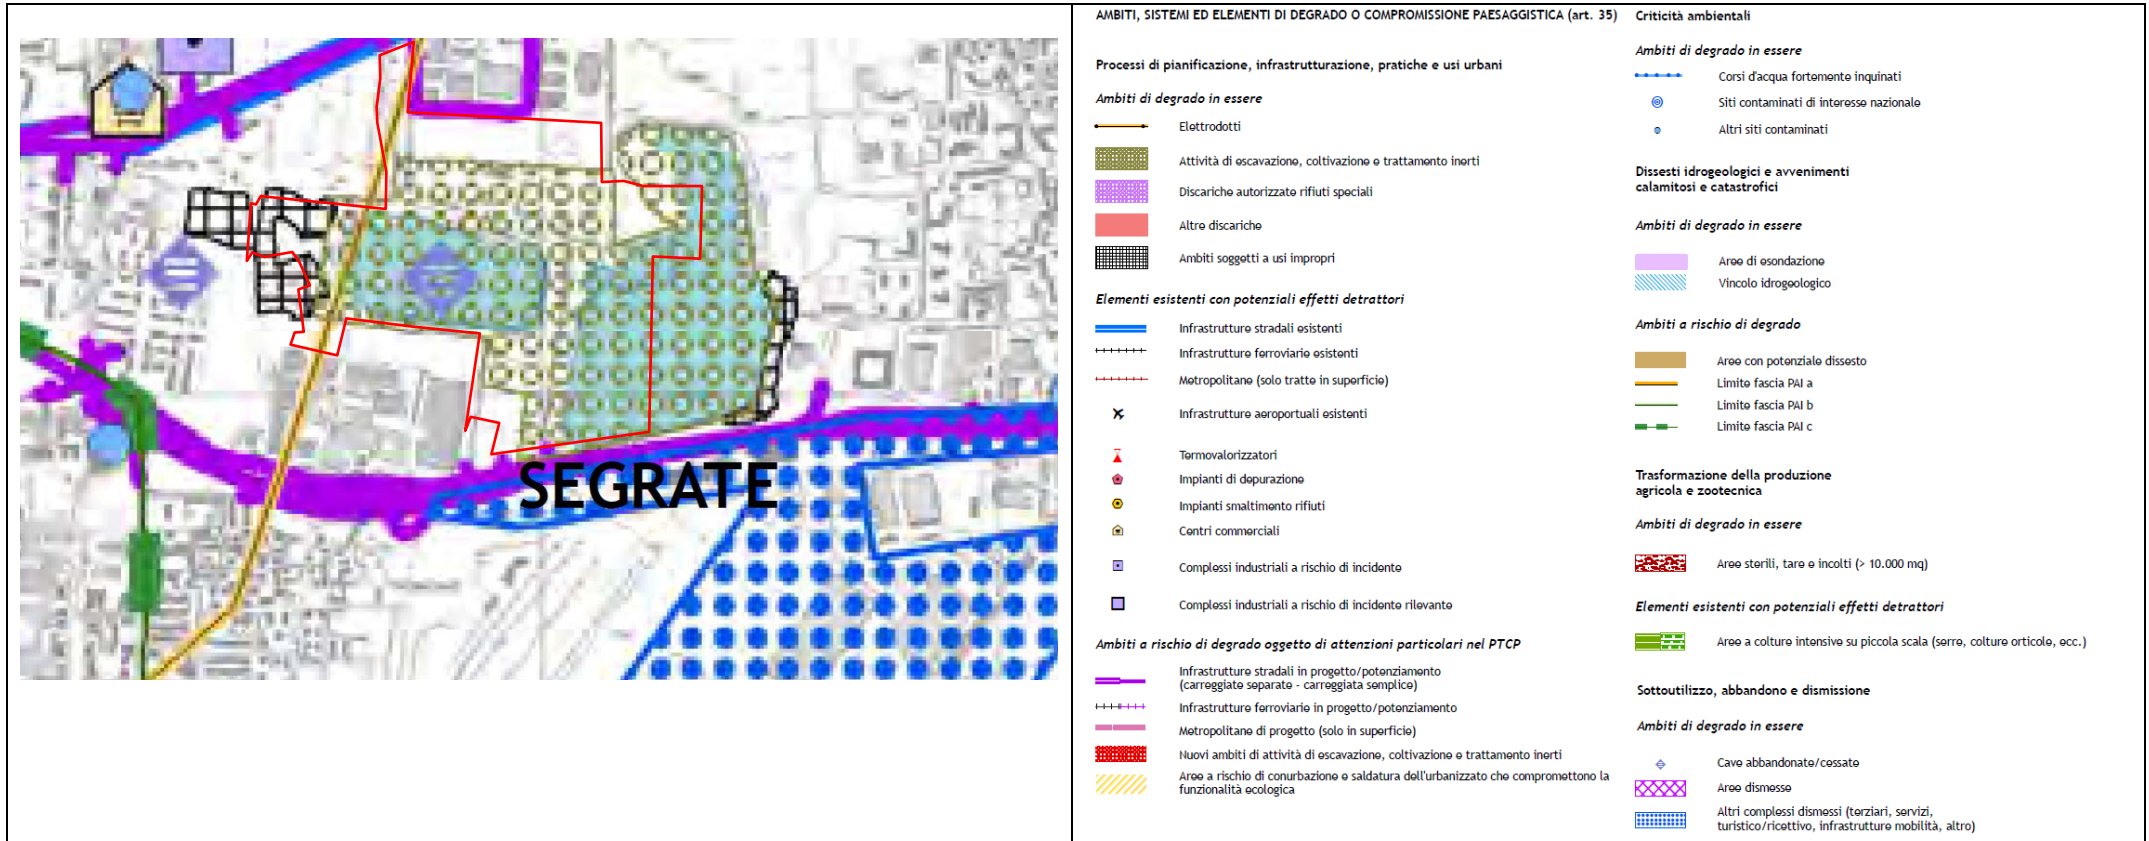 SEGRATE
AMBITI, SISTEMI ED ELEMENTI DI DEGRADO O COMPROMISSIONE PAESAGGISTICA (art. 35)
Processi di pianificazione, infrastrutturazione, pratiche e usi urbani
Ambiti di degrado in essere
Elettrodotti
Attività di escavazione, coltivazione e trattamento inerti
Discariche autorizzate rifiuti speciali
Altre discariche
Ambiti soggetti a usi impropri
Elementi esistenti con potenziali effetti detrattori
Infrastrutture stradali esistenti
Infrastrutture ferroviarie esistenti
Metropolitane (solo tratte in superficie)
Infrastrutture aeroportuali esistenti
Termovalorizzatori
Impianti di depurazione
Impianti smaltimento rifiuti
Centri commerciali
Complessi industriali a rischio di incidente
Complessi industriali a rischio di incidente rilevante
Ambiti a rischio di degrado oggetto di attenzioni particolari nel PTCP
Infrastrutture stradali in progetto/potenziamento
(carreggiate separate - carreggiata semplice)
Infrastrutture ferroviarie in progetto/potenziamento
Metropolitane di progetto (solo in superficie)
Nuovi ambiti di attività di escavazione, coltivazione e trattamento inerti
Aree a rischio di conurbazione e saldatura dell'urbanizzato che compromettono la
funzionalità ecologica
Criticità ambientali
Ambiti di degrado in essere
Corsi d'acqua fortemente inquinati
Siti contaminati di interesse nazionale
Altri siti contaminati
Dissesti idrogeologici e avvenimenti
calamitosi e catastrofici
Ambiti di degrado in essere
Aree di esondazione
Vincolo idrogeologico
Ambiti a rischio di degrado
Aree con potenziale dissesto
Limite fascia PAI a
Limite fascia PAI b
Limite fascia PAI c
Trasformazione della produzione
agricola e zootecnica
Ambiti di degrado in essere
Aree sterili, tare e incolti (> 10.000 mq)
Elementi esistenti con potenziali effetti detrattori
Aree a colture intensive su piccola scala (serre, colture orticole, ecc.)
Sottoutilizzo, abbandono e dismissione
Ambiti di degrado in essere
Cave abbandonate/cessate
Aree dismesse
Altri complessi dismessi (terziari, servizi,
turistico/ricettivo, infrastrutture mobilità, altro)